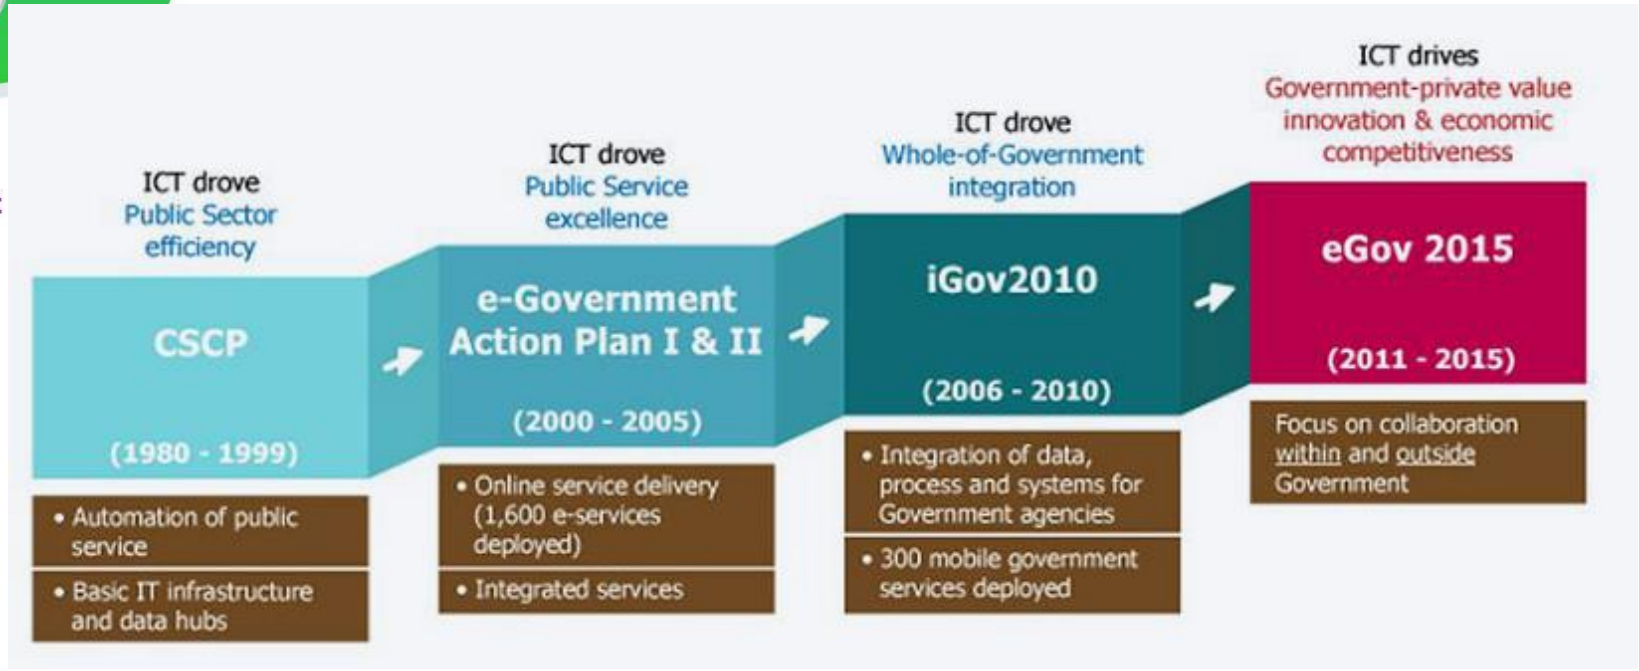 ICT drove
Public Sector
efficiency
CSCP
(1980 - 1999)
• Automation of public
service
• Basic IT infrastructure
and data hubs
ICT drove
Public Service
excellence
e-Government
Action Plan I & II
(2000 - 2005)
• Online service delivery
(1,600 e-services
deployed)
• Integrated services
ICT drove
Whole-of-Government
integration
iGov2010
(2006 - 2010)
• Integration of data,
process and systems for
Government agencies
• 300 mobile government
services deployed
ICT drives
Government-private value
innovation & economic
competitiveness
eGov 2015
(2011 - 2015)
Focus on collaboration
within and outside
Government